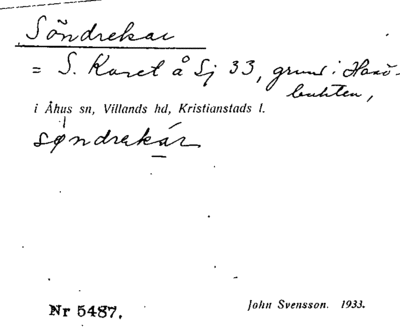 Söndrekar
= S. Karet å Sj 33, grund i Hanö-
bukten,
i Åhus sn, Villands hd, Kristianstads l.
søndrekár
Nr 5487.
John Svensson. 1933.